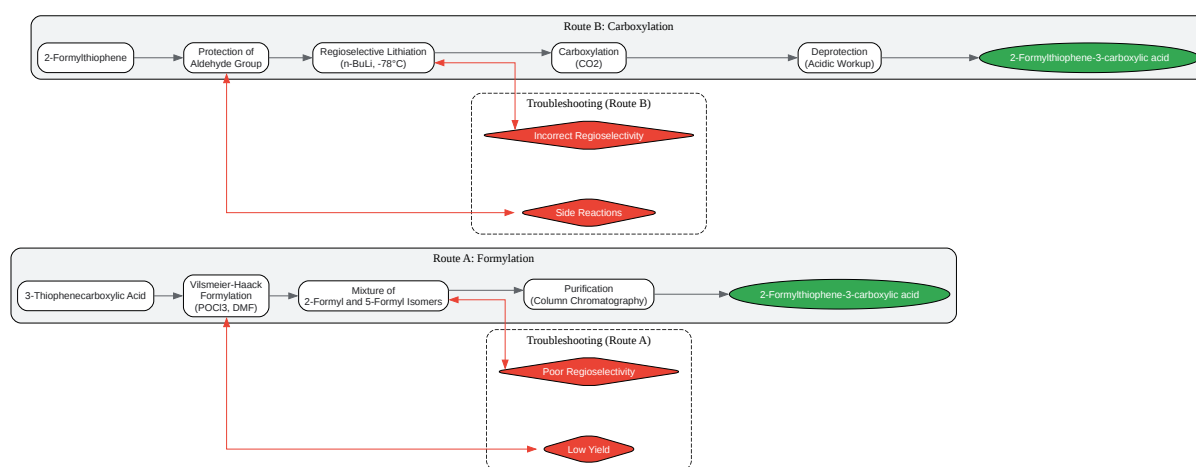 Route B: Carboxylation
2-Formylthiophene
Protection of
Aldehyde Group
Regioselective Lithiation
(n-BuLi, -78°C)
Carboxylation
(CO2)
Deprotection
(Acidic Workup)
2-Formylthiophene-3-carboxylic acid
Troubleshooting (Route B)
Incorrect Regioselectivity
Side Reactions
Route A: Formylation
3-Thiophenecarboxylic Acid
Vilsmeier-Haack
Formylation
(POCl3, DMF)
Mixture of
2-Formyl and 5-Formyl Isomers
Purification
(Column Chromatography)
2-Formylthiophene-3-carboxylic acid
Troubleshooting (Route A)
Poor Regioselectivity
Low Yield